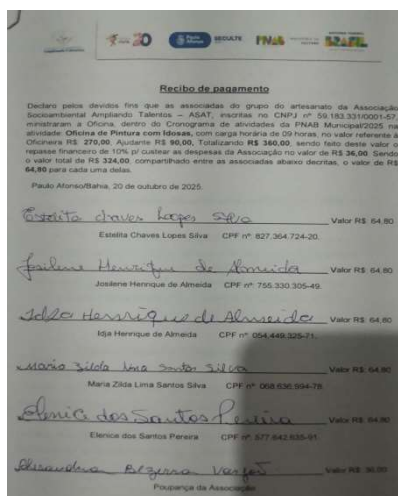 20
Paulo Afonso
SECULTE
PNAB
BRASIL
Recibo de pagamento
Declaro pelos devidos fins que as associadas do grupo do artesanato da Associação
Socioambiental Ampliando Talentos – ASAT, inscritas no CNPJ nº 59.183.331/0001-57,
ministraram a Oficina, dentro do Cronograma de atividades da PNAB Municipal/2025 na
atividade Oficina de Pintura com Idosas, com carga horária de 09 horas, no valor referente à
Oficineira R$ 270,00, Ajudante R$ 90,00, Totalizando R$ 360,00, sendo feito deste valor o
repasse financeiro de 10% p/ custear as despesas da Associação no valor de R$ 36,00. Sendo
o valor total de R$ 324,00, compartilhado entre as associadas abaixo descritas, o valor de R$
64,80 para cada uma delas.
Paulo Afonso/Bahia, 20 de outubro de 2025.
Estelita chaves Lopes Silva Valor R$: 64,80
Estelita Chaves Lopes Silva CPF nº 827.364.724-20.
Josilene Henrique de Almeida Valor R$: 64,80
Josilene Henrique de Almeida CPF nº 755.330.305-49.
Idja Henrique de Almeida Valor R$: 64,80
Idja Henrique de Almeida CPF nº 054.449.325-71.
Maria Zilda Lima Santos Silva Valor R$: 64,80
Maria Zilda Lima Santos Silva CPF nº 068.636.594-78.
Elenice dos Santos Pereira Valor R$: 64,80
Elenice dos Santos Pereira CPF nº 577.642.635-91.
Bezerra Valor R$: 36,00
Poupança da Associação